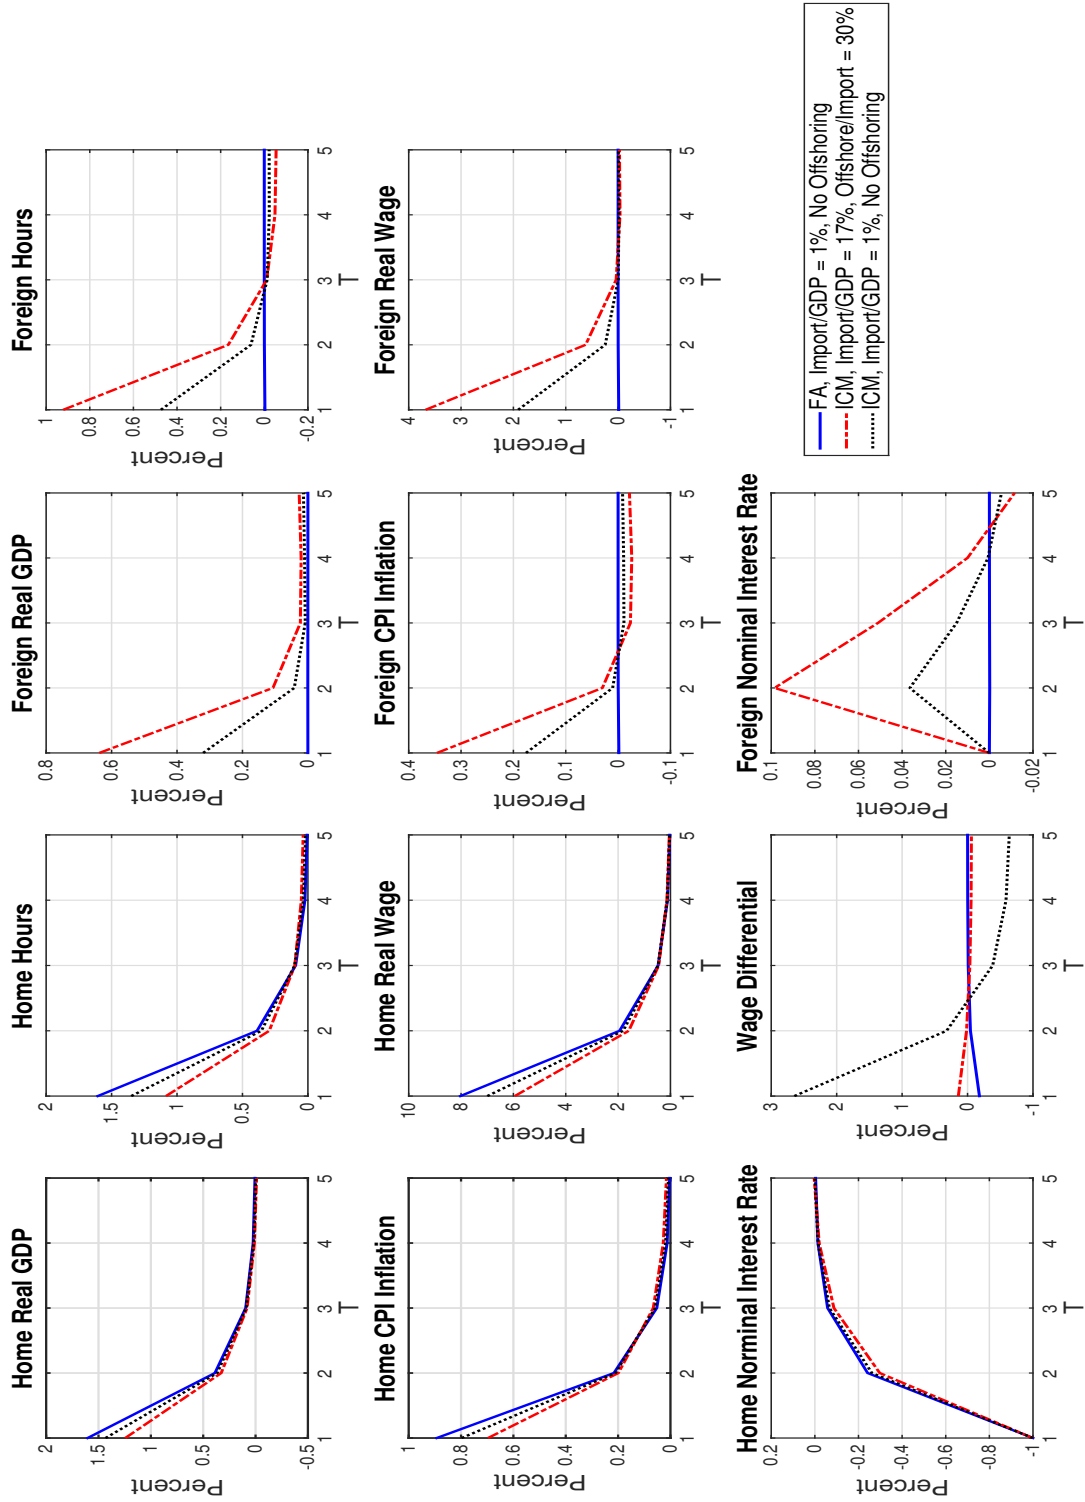 Home Real GDP
Percent
2
1.5
1
0.5
0
-0.5
1 2 3 4 5
T
Home Hours
Percent
2
1.5
1
0.5
0
1 2 3 4 5
T
Foreign Real GDP
Percent
0.8
0.6
0.4
0.2
0
1 2 3 4 5
T
Foreign Hours
Percent
1
0.8
0.6
0.4
0.2
0
-0.2
1 2 3 4 5
T
Home CPI Inflation
Percent
1
0.8
0.6
0.4
0.2
0
1 2 3 4 5
T
Home Real Wage
Percent
10
8
6
4
2
0
1 2 3 4 5
T
Foreign CPI Inflation
Percent
0.4
0.3
0.2
0.1
0
-0.1
1 2 3 4 5
T
Foreign Real Wage
Percent
4
3
2
1
0
-1
1 2 3 4 5
T
Home Norminal Interest Rate
Percent
0.2
0
-0.2
-0.4
-0.6
-0.8
-1
1 2 3 4 5
T
Wage Differential
Percent
3
2
1
0
-1
1 2 3 4 5
T
Foreign Nominal Interest Rate
Percent
0.1
0.08
0.06
0.04
0.02
0
-0.02
1 2 3 4 5
T
FA, Import/GDP = 1%, No Offshoring
ICM, Import/GDP = 17%, Offshore/Import = 30%
ICM, Import/GDP = 1%, No Offshoring